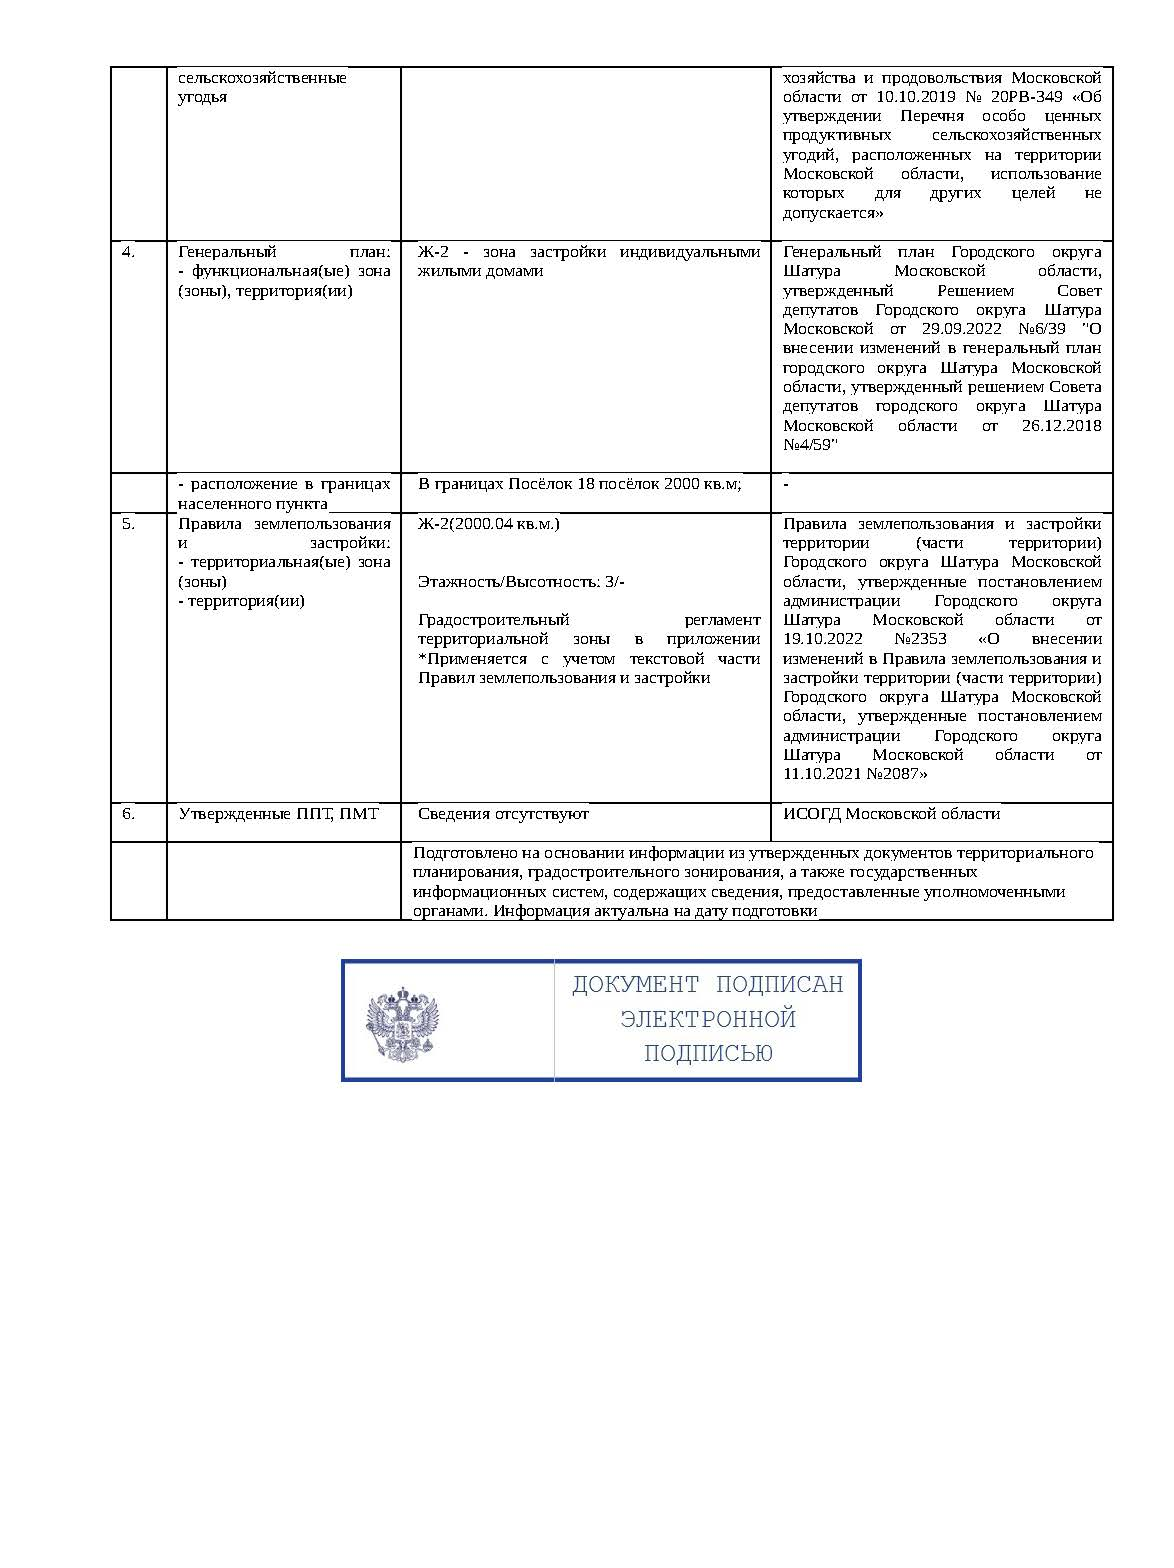 сельскохозяйственные
угодья
хозяйства и продовольствия Московской
области от 10.10.2019 № 20РВ-349 «Об
утверждении Перечня особо ценных
продуктивных сельскохозяйственных
угодий, расположенных на территории
Московской области, использование
которых для других целей не
допускается»
4.
Генеральный план:
- функциональная(ые) зона
(зоны), территория(ии)
Ж-2 - зона застройки индивидуальными
жилыми домами
Генеральный план Городского округа
Шатура Московской области,
утвержденный Решением Совет
депутатов Городского округа Шатура
Московской от 29.09.2022 №6/39 "О
внесении изменений в генеральный план
городского округа Шатура Московской
области, утвержденный решением Совета
депутатов городского округа Шатура
Московской области от 26.12.2018
№4/59"
- расположение в границах
населенного пункта
В границах Посёлок 18 посёлок 2000 кв.м;
-
5.
Правила землепользования
и застройки:
- территориальная(ые) зона
(зоны)
- территория(ии)
Ж-2(2000.04 кв.м.)
Этажность/Высотность: 3/-
Градостроительный регламент
территориальной зоны в приложении
*Применяется с учетом текстовой части
Правил землепользования и застройки
Правила землепользования и застройки
территории (части территории)
Городского округа Шатура Московской
области, утвержденные постановлением
администрации Городского округа
Шатура Московской области от
19.10.2022 №2353 «О внесении
изменений в Правила землепользования и
застройки территории (части территории)
Городского округа Шатура Московской
области, утвержденные постановлением
администрации Городского округа
Шатура Московской области от
11.10.2021 №2087»
6.
Утвержденные ППТ, ПМТ
Сведения отсутствуют
ИСОГД Московской области
Подготовлено на основании информации из утвержденных документов территориального
планирования, градостроительного зонирования, а также государственных
информационных систем, содержащих сведения, предоставленные уполномоченными
органами. Информация актуальна на дату подготовки
ДОКУМЕНТ ПОДПИСАН
ЭЛЕКТРОННОЙ
ПОДПИСЬЮ